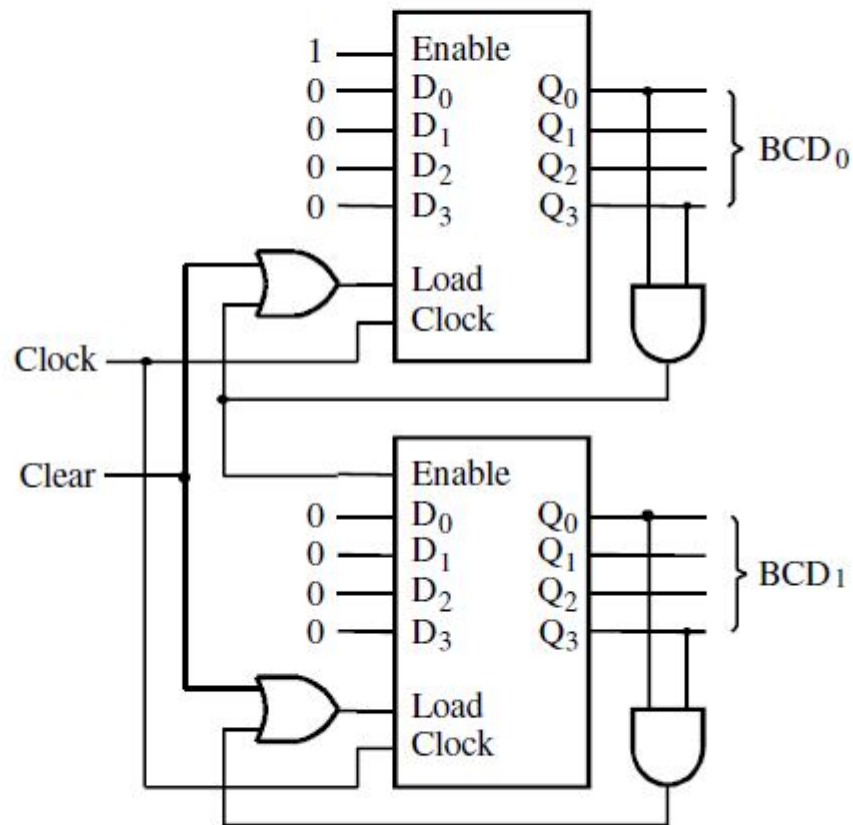 1 Enable
0 D0 Q0
0 D1 Q1
0 D2 Q2
0 D3 Q3
BCD0
Load
Clock
Clock
Clear
Enable
0 D0 Q0
0 D1 Q1
0 D2 Q2
0 D3 Q3
BCD1
Load
Clock